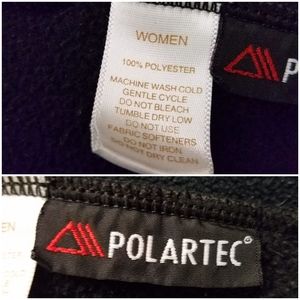 WOMEN
100% POLYESTER
MACHINE WASH COLD
GENTLE CYCLE
DO NOT BLEACH
TUMBLE DRY LOW
DO NOT USE
FABRIC SOFTENERS
DO NOT IRON
DO NOT DRY CLEAN
P
EN
POLARTEC®